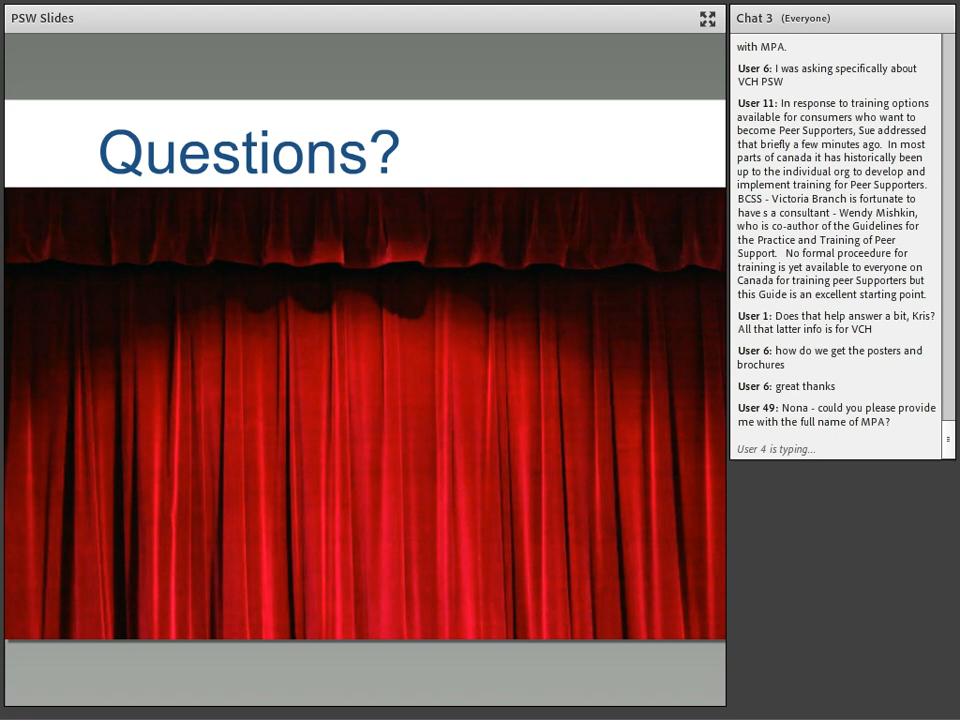 PSW Slides
Questions?
Chat 3 (Everyone)
with MPA.
User 6: I was asking specifically about
VCH PSW
User 11: In response to training options
available for consumers who want to
become Peer Supporters, Sue addressed
that briefly a few minutes ago. In most
parts of canada it has historically been
up to the individual org to develop and
implement training for Peer Supporters.
BCSS - Victoria Branch is fortunate to
have s a consultant - Wendy Mishkin,
who is co-author of the Guidelines for
the Practice and Training of Peer
Support. No formal proceedure for
training is yet available to everyone on
Canada for training peer Supporters but
this Guide is an excellent starting point.
User 1: Does that help answer a bit, Kris?
All that latter info is for VCH
User 6: how do we get the posters and
brochures
User 6: great thanks
User 49: Nona - could you please provide
me with the full name of MPA?
User 4 is typing...